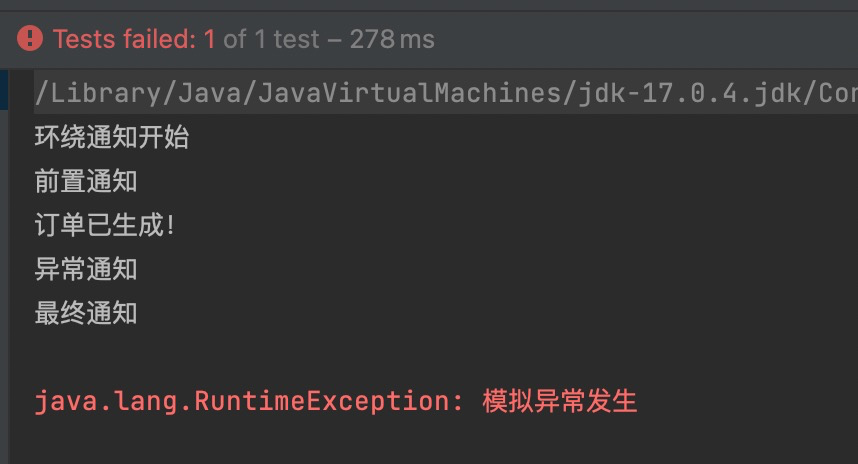 Tests failed: 1 of 1 test – 278 ms
/Library/Java/JavaVirtualMachines/jdk-17.0.4.jdk/Con
环绕通知开始
前置通知
订单已生成!
异常通知
最终通知
java.lang.RuntimeException: 模拟异常发生